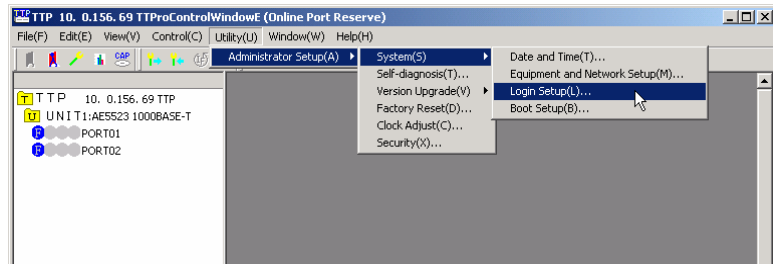 TTP 10. 0.156. 69 TTProControlWindowE (Online Port Reserve)
File(F) Edit(E) View(V) Control(C) Utility(U) Window(W) Help(H)
CAP
Administrator Setup(A)
System(S)
Self-diagnosis(T)...
Version Upgrade(V)
Factory Reset(D)...
Clock Adjust(C)...
Security(X)...
Date and Time(T)...
Equipment and Network Setup(M)...
Login Setup(L)...
Boot Setup(B)...
T TTP 10. 0.156. 69 TTP
U UNIT1:AE5523 1000BASE-T
F PORT01
F PORT02